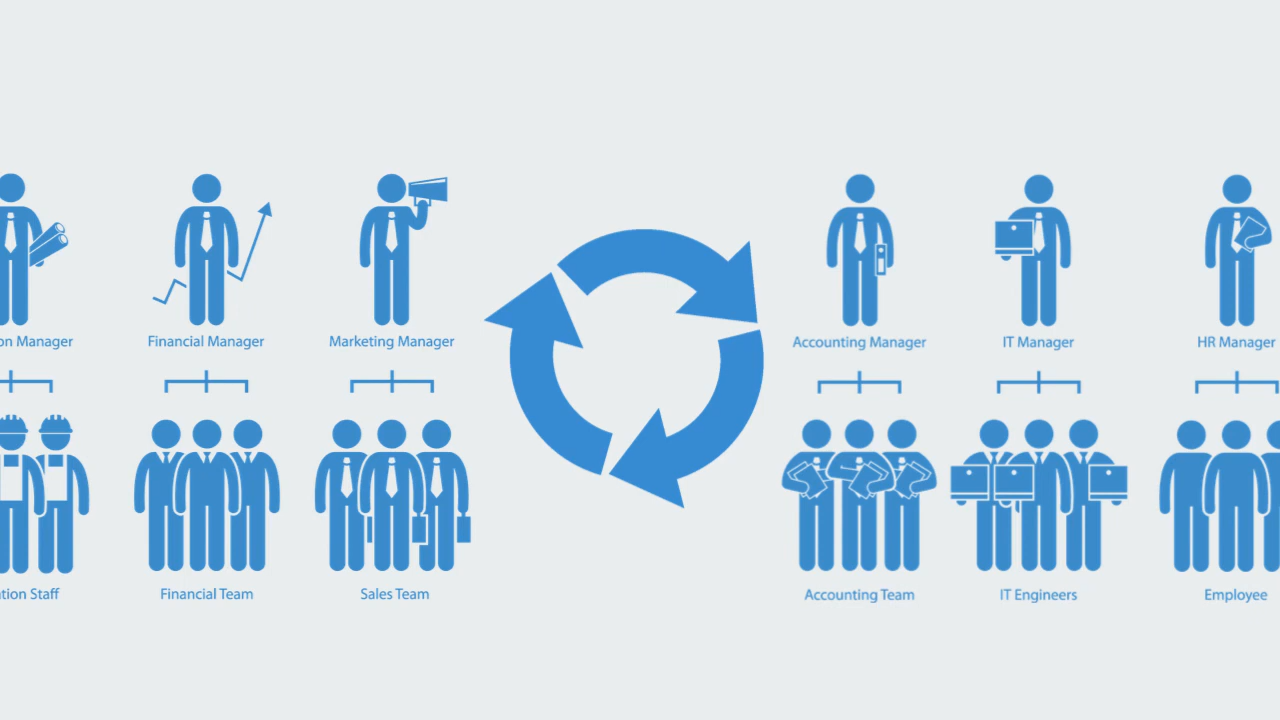 on Manager
Financial Manager
Marketing Manager
Accounting Manager
IT Manager
HR Manager
tion Staff
Financial Team
Sales Team
Accounting Team
IT Engineers
Employee